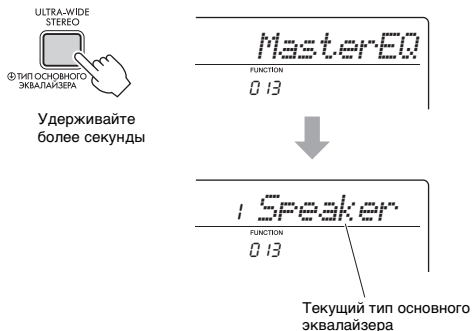 ULTRA-WIDE
STEREO
ТИП ОСНОВНОГО
ЭКВАЛАЙЗЕРА
Удерживайте
более секунды
MasterEQ
FUNCTION
013
1 Speaker
FUNCTION
013
Текущий тип основного
эквалайзера